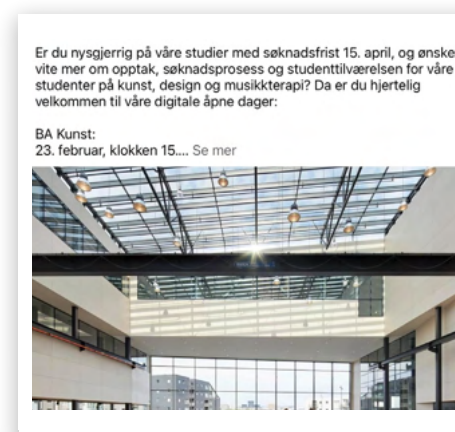 Er du nysgjerrig på våre studier med søknadsfrist 15. april, og ønske
vite mer om opptak, søknadsprosess og studenttilværelsen for våre
studenter på kunst, design og musikkterapi? Da er du hjertelig
velkommen til våre digitale åpne dager:
BA Kunst:
23. februar, klokken 15.... Se mer